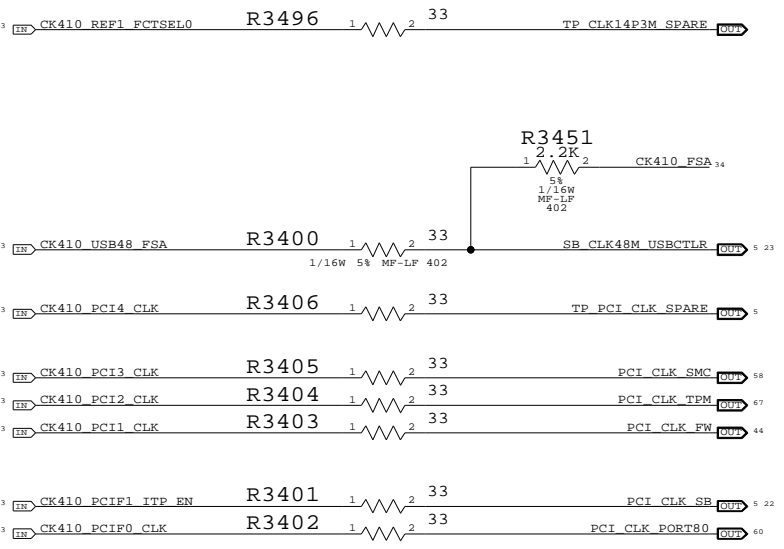 3 IN CK410_REF1_FCTSEL0 R3496 1 2 33 TP_CLK14P3M_SPARE OUT
R3451
2.2K
1 2 CK410_FSA 34
5%
1/16W
MF-LF
402
3 IN CK410_USB48_FSA R3400 1 2 33 SB_CLK48M_USBCTLR OUT 5 23
1/16W 5% MF-LF 402
3 IN CK410_PCI4_CLK R3406 1 2 33 TP_PCI_CLK_SPARE OUT 5
3 IN CK410_PCI3_CLK R3405 1 2 33 PCI_CLK_SMC OUT 58
3 IN CK410_PCI2_CLK R3404 1 2 33 PCI_CLK_TPM OUT 67
3 IN CK410_PCI1_CLK R3403 1 2 33 PCI_CLK_FW OUT 44
3 IN CK410_PCIF1_ITP_EN R3401 1 2 33 PCI_CLK_SB OUT 5 22
3 IN CK410_PCIF0_CLK R3402 1 2 33 PCI_CLK_PORT80 OUT 60